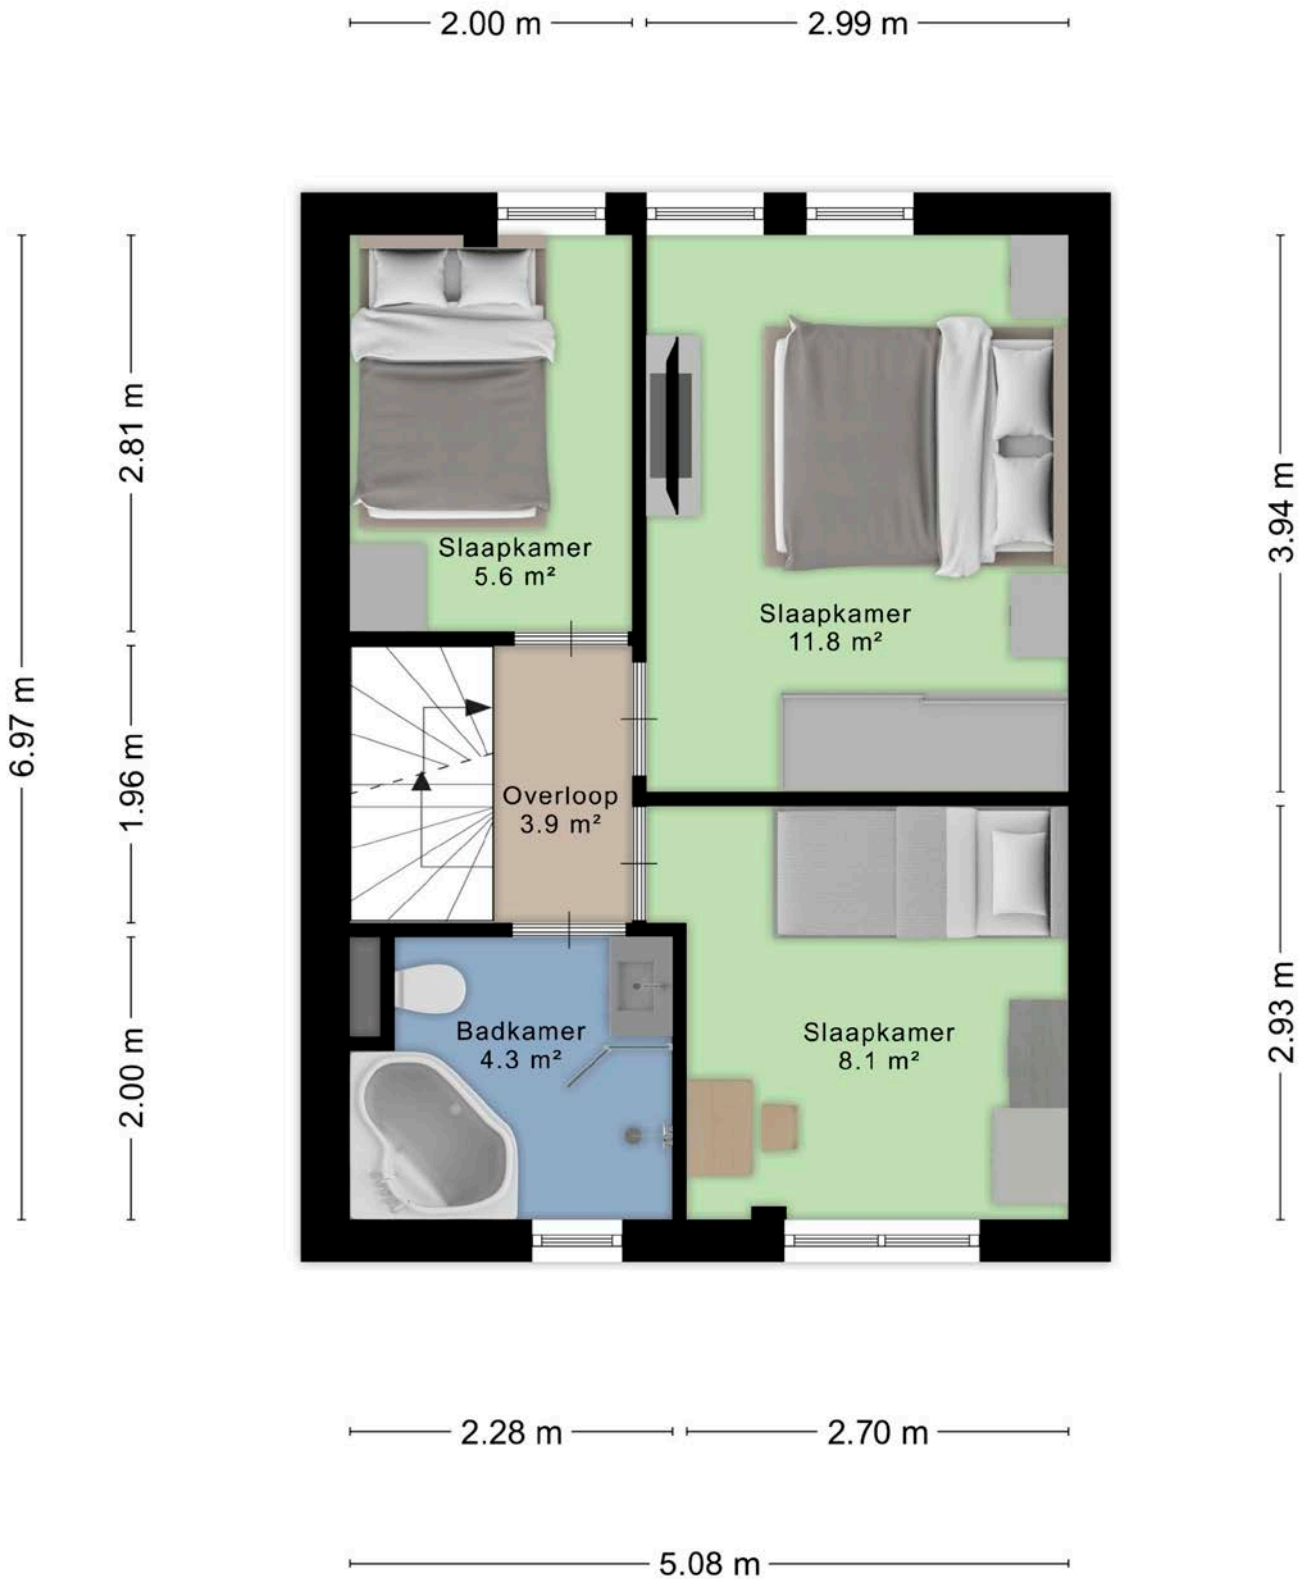 2.00 m
2.99 m
6.97 m
2.81 m
1.96 m
2.00 m
Slaapkamer
5.6 m²
Slaapkamer
11.8 m²
Overloop
3.9 m²
Badkamer
4.3 m²
Slaapkamer
8.1 m²
3.94 m
2.93 m
2.28 m
2.70 m
5.08 m